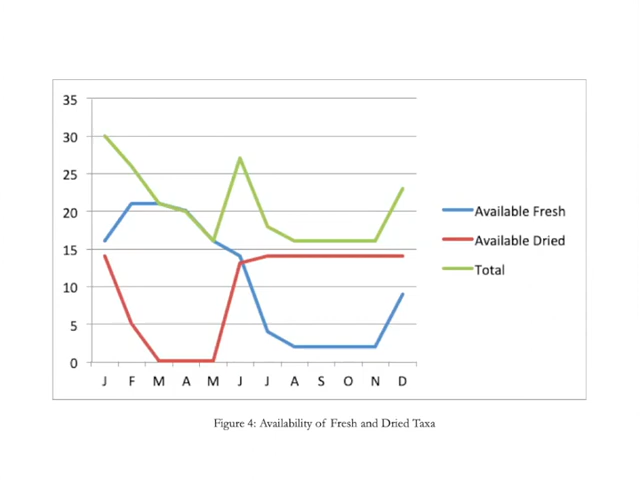 35
30
25
20
15
10
5
0
J F M A M J J A S O N D
Available Fresh
Available Dried
Total
Figure 4: Availability of Fresh and Dried Taxa